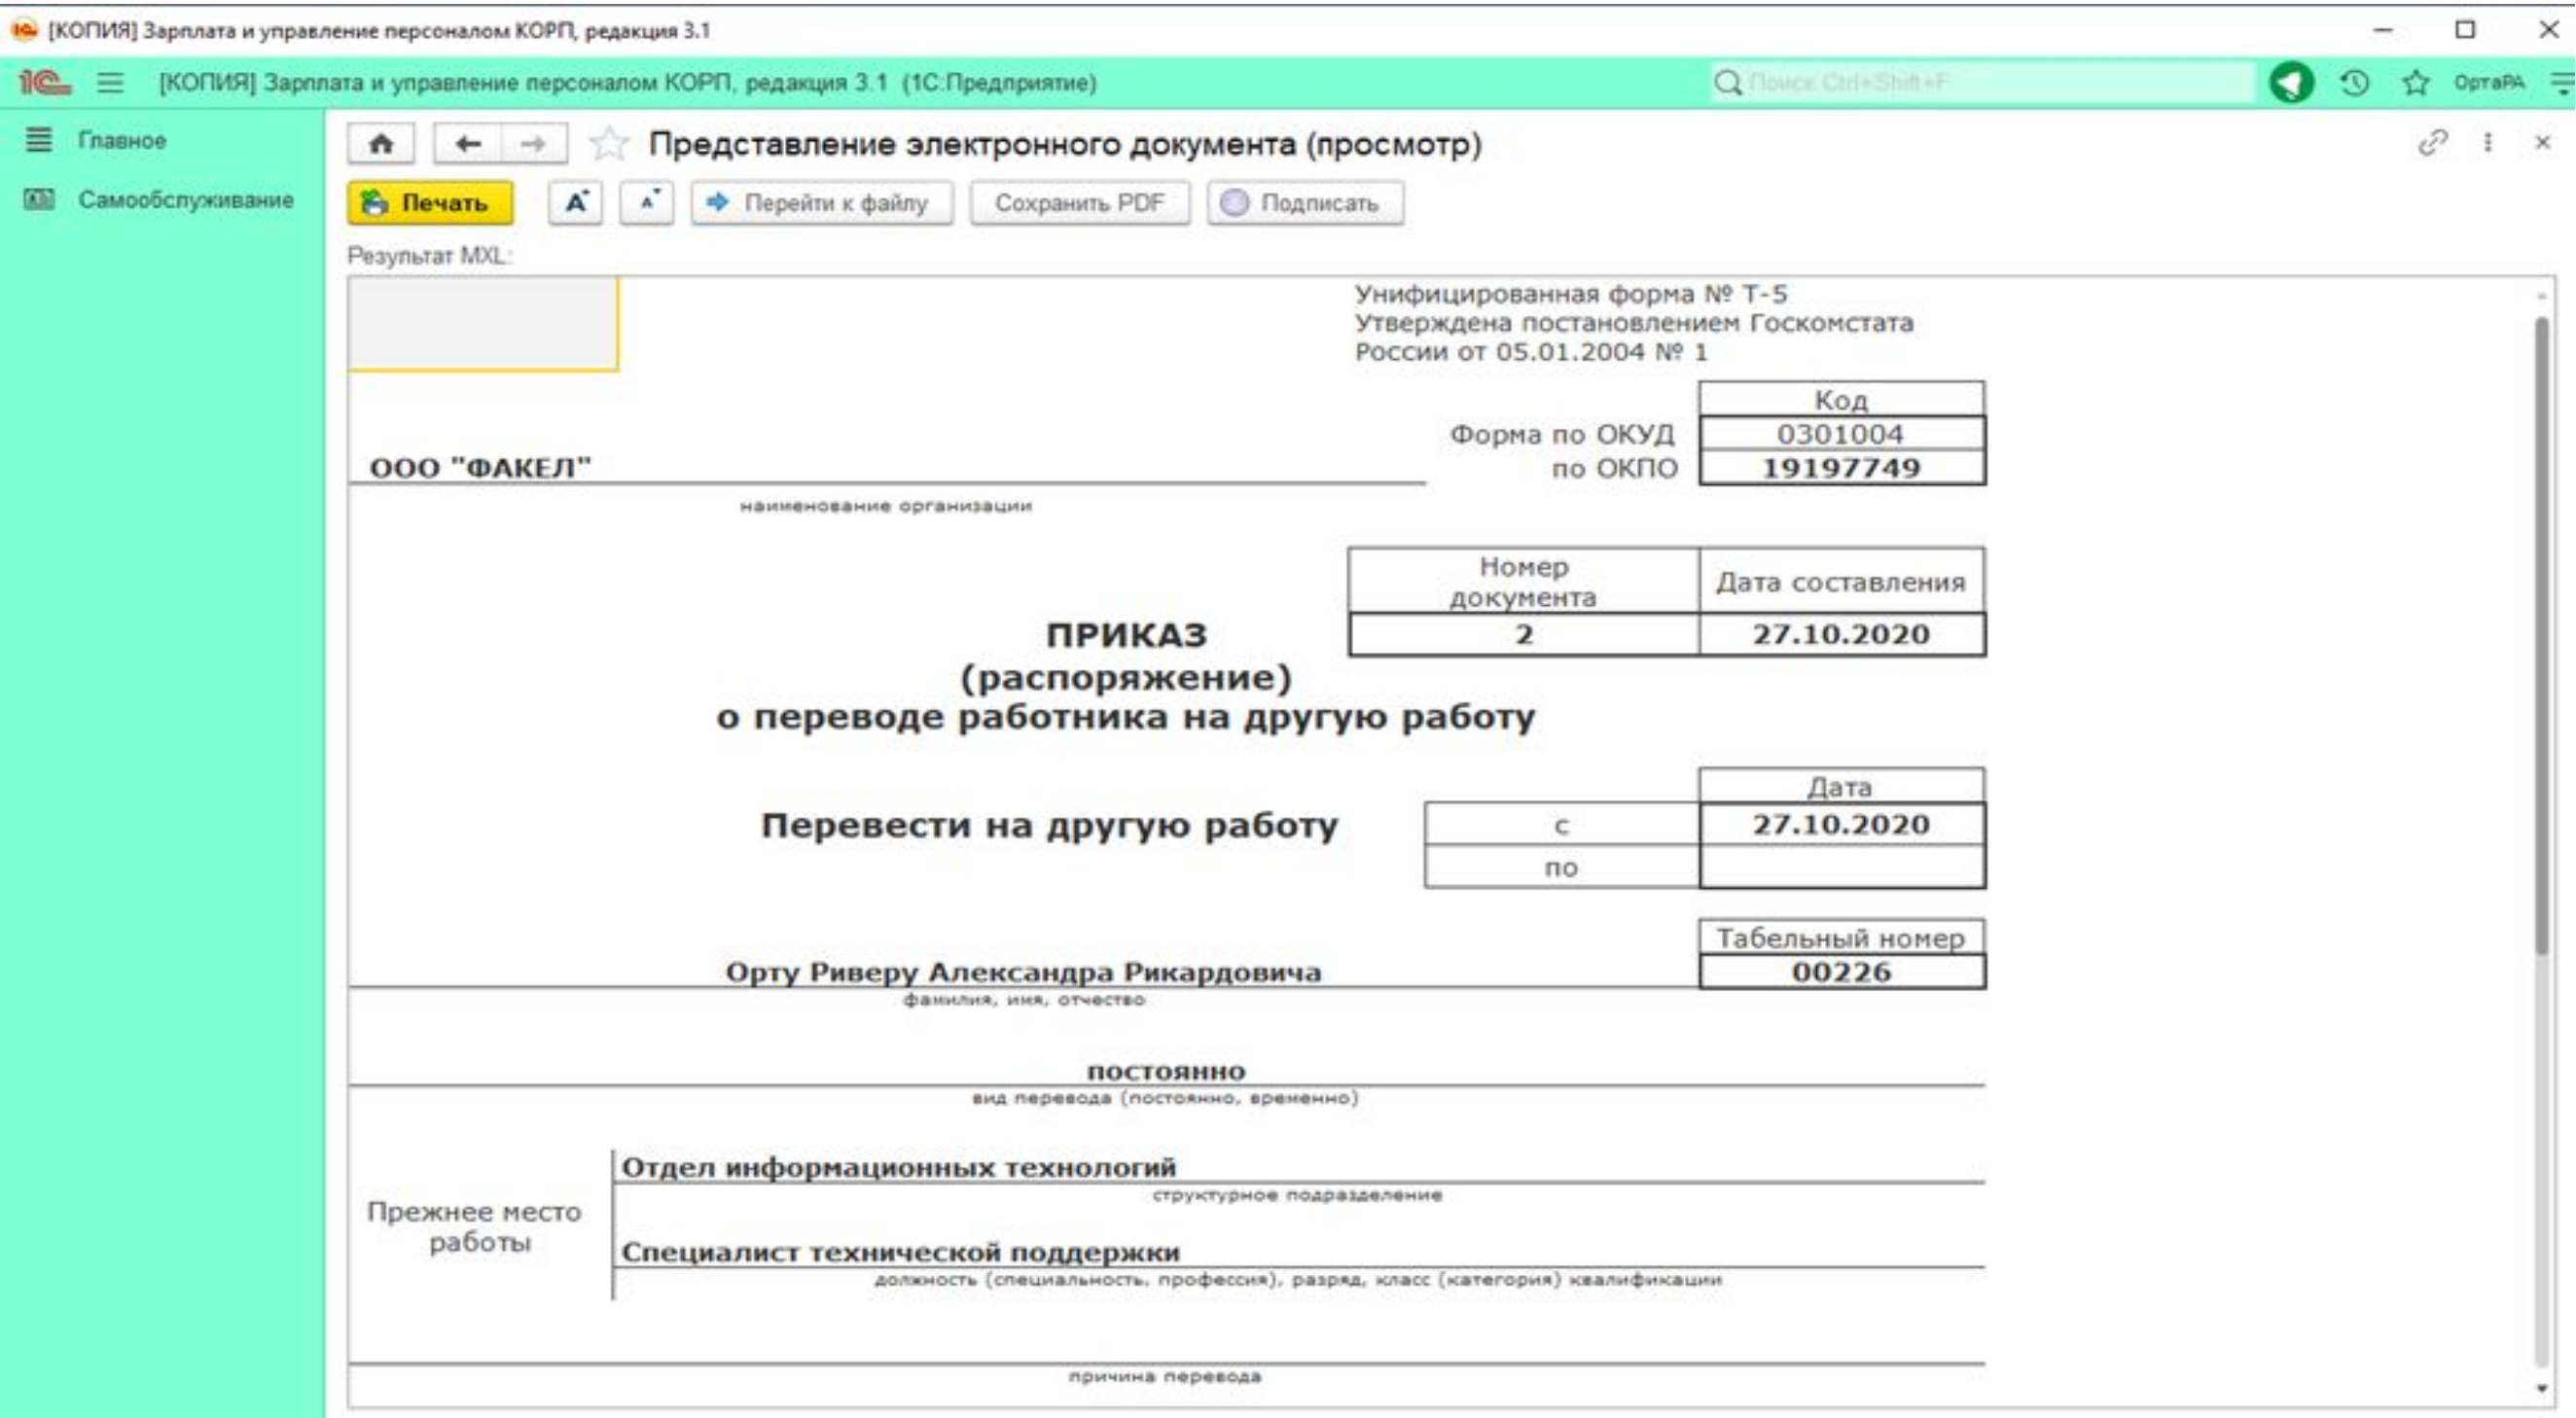 [КОПИЯ] Зарплата и управление персоналом КОРП, редакция 3.1
1С [КОПИЯ] Зарплата и управление персоналом КОРП, редакция 3.1 (1С:Предприятие) Поиск Ctrl+Shift+F ОртаРА
Главное
Самообслуживание
Представление электронного документа (просмотр)
Печать А А Перейти к файлу Сохранить PDF Подписать
Результат MXL:
Унифицированная форма № Т-5
Утверждена постановлением Госкомстата
России от 05.01.2004 № 1
Код
Форма по ОКУД 0301004
ООО "ФАКЕЛ" по ОКПО 19197749
наименование организации
Номер документа Дата составления
ПРИКАЗ 2 27.10.2020
(распоряжение)
о переводе работника на другую работу
Дата
Перевести на другую работу с 27.10.2020
по
Табельный номер
Орту Риверу Александра Рикардовича 00226
фамилия, имя, отчество
постоянно
вид перевода (постоянно, временно)
Отдел информационных технологий
структурное подразделение
Прежнее место
работы
Специалист технической поддержки
должность (специальность, профессия), разряд, класс (категория) квалификации
причина перевода